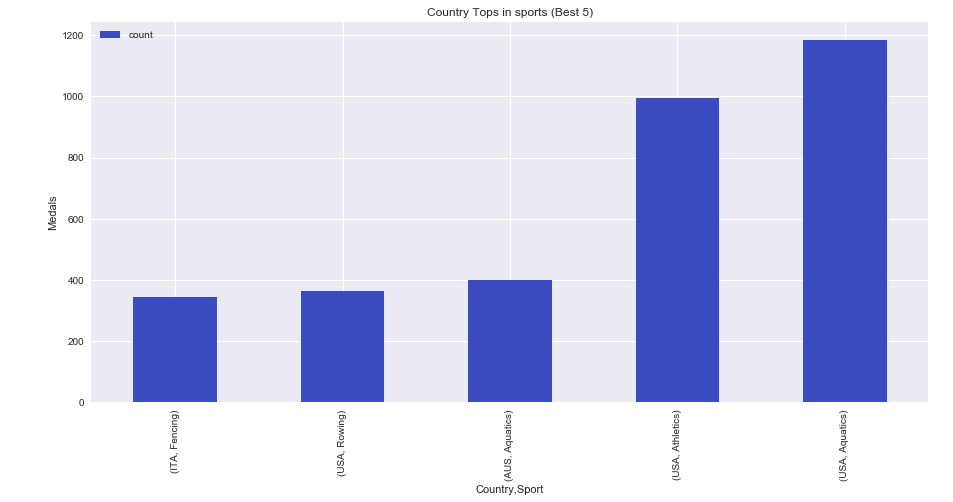 Country Tops in sports (Best 5)
count
1200
1000
800
600
400
200
0
Medals
(ITA, Fencing)
(USA, Rowing)
(AUS, Aquatics)
(USA, Athletics)
(USA, Aquatics)
Country,Sport